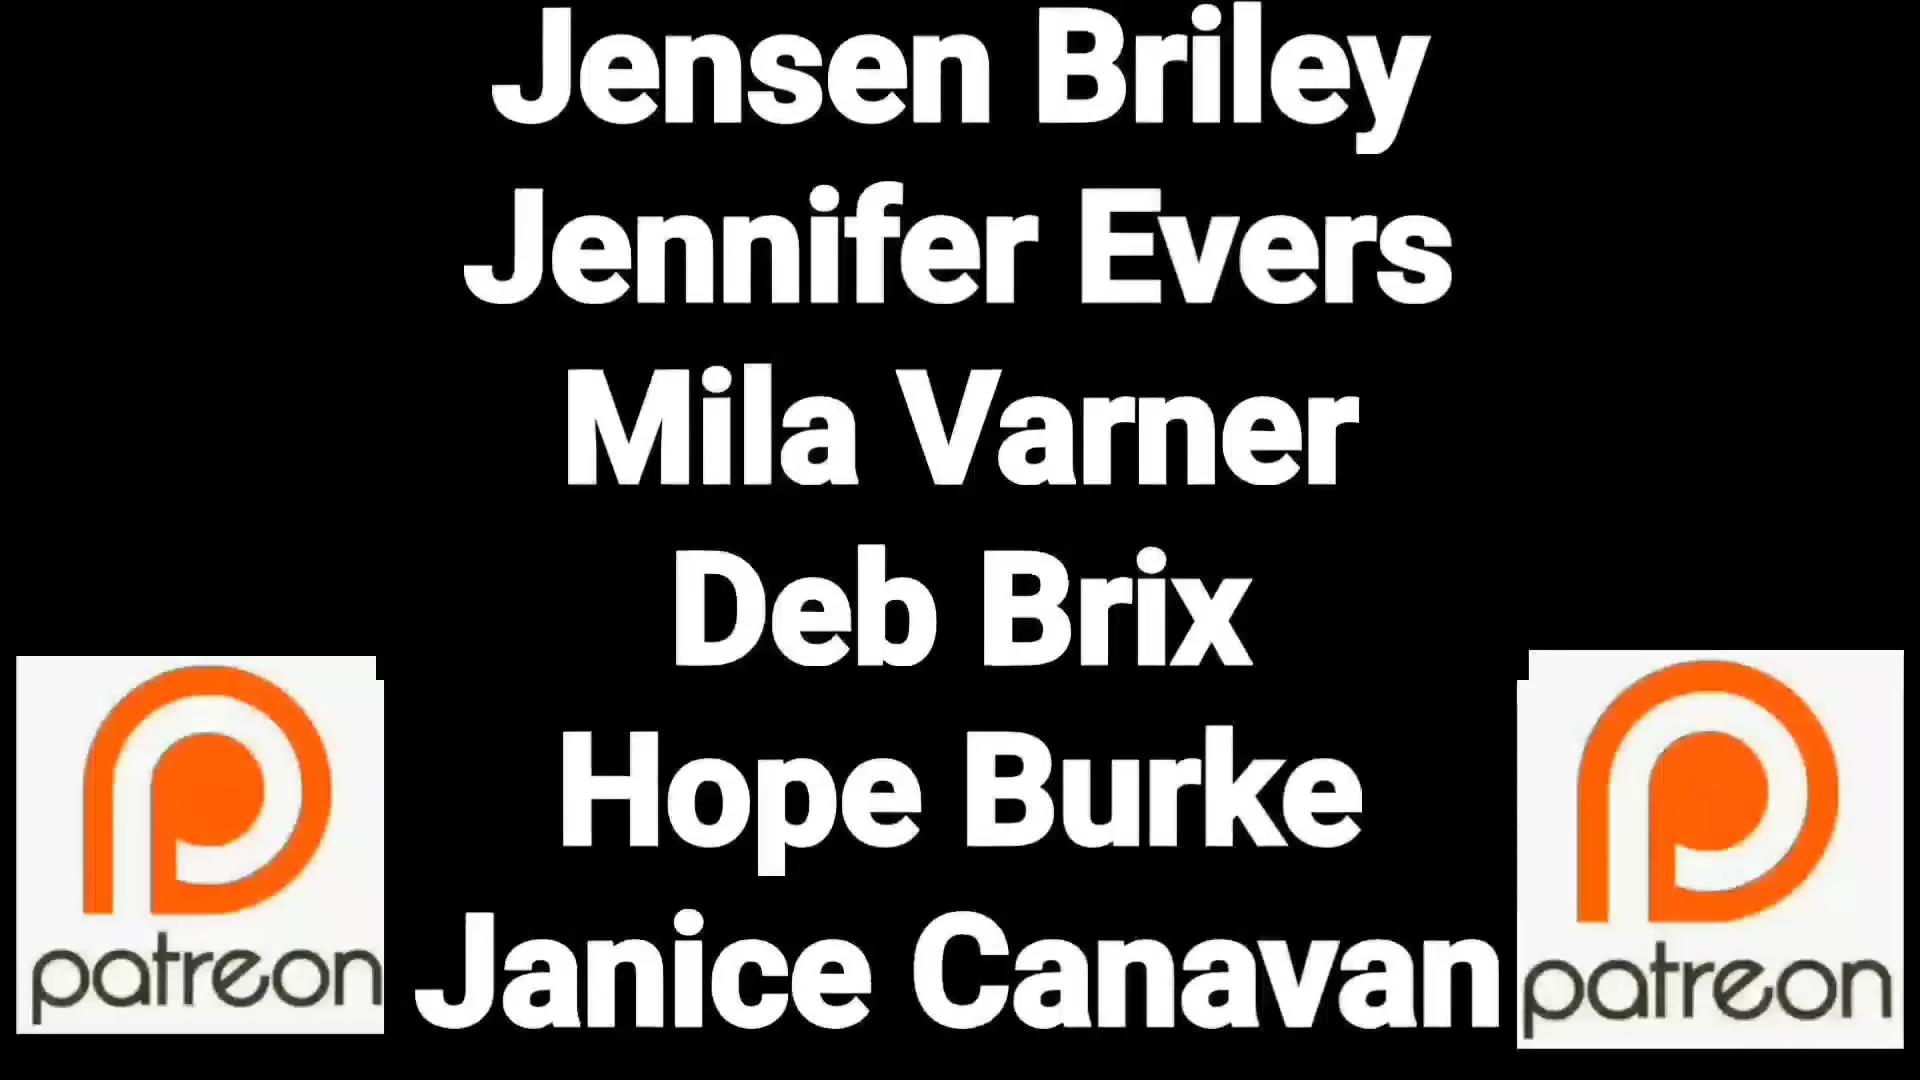 Jensen Briley
Jennifer Evers
Mila Varner
Deb Brix
Hope Burke
Janice Canavan
patreon
patreon